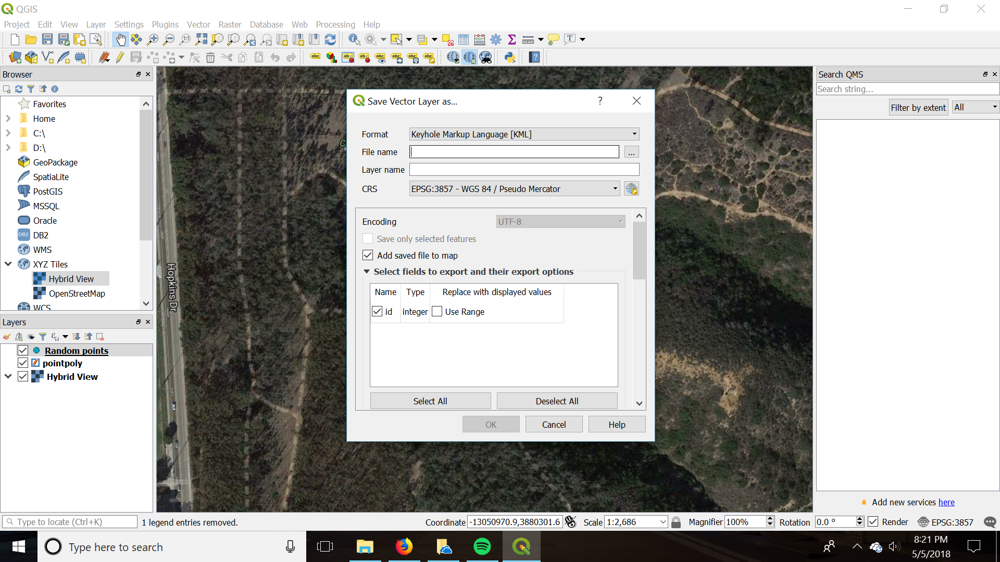 QGIS
Project Edit View Layer Settings Plugins Vector Raster Database Web Processing Help
Browser
Favorites
Home
C:\
D:\
GeoPackage
SpatiaLite
PostGIS
MSSQL
Oracle
DB2 DB2
WMS
XYZ Tiles
Hybrid View
OpenStreetMap
WCS
Layers
Random points
pointpoly
Hybrid View
Hopkins Dr
Save Vector Layer as...
Format Keyhole Markup Language [KML]
File name ...
Layer name
CRS EPSG:3857 - WGS 84 / Pseudo Mercator
Encoding UTF-8
Save only selected features
Add saved file to map
Select fields to export and their export options
Name Type Replace with displayed values
id integer Use Range
Select All Deselect All
OK Cancel Help
Search QMS
Search string...
Filter by extent All
Add new services here
Type to locate (Ctrl+K) 1 legend entries removed. Coordinate -13050970.9,3880301.6 Scale 1:2,686 Magnifier 100% Rotation 0.0 ° Render EPSG:3857
Type here to search
8:21 PM
5/5/2018